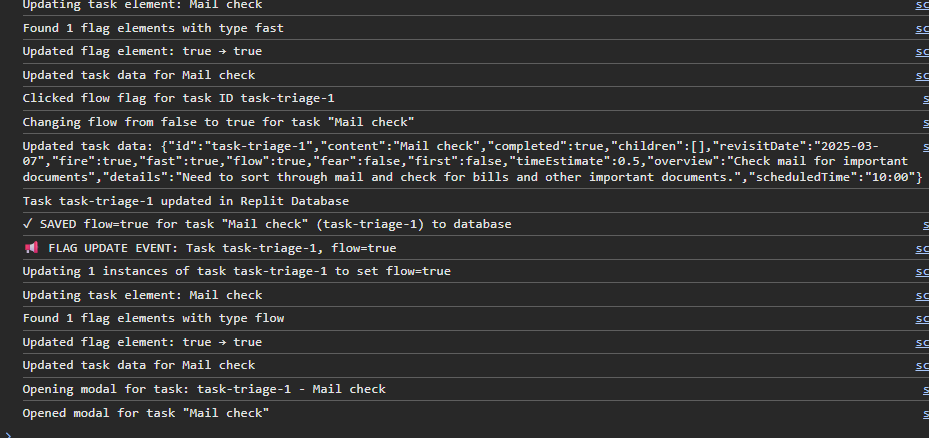 Updating task element: Mail check
sc
Found 1 flag elements with type fast
sc
Updated flag element: true → true
sc
Updated task data for Mail check
sc
Clicked flow flag for task ID task-triage-1
s
Changing flow from false to true for task "Mail check"
s
Updated task data: {"id":"task-triage-1","content":"Mail check","completed":true,"children":[],"revisitDate":"2025-03-
s
07","fire":true,"fast":true,"flow":true,"fear":false,"first":false,"timeEstimate":0.5,"overview":"Check mail for important
documents","details":"Need to sort through mail and check for bills and other important documents.","scheduledTime":"10:00"}
Task task-triage-1 updated in Replit Database
✓ SAVED flow=true for task "Mail check" (task-triage-1) to database
s
📢 FLAG UPDATE EVENT: Task task-triage-1, flow=true
sc
Updating 1 instances of task task-triage-1 to set flow=true
sc
Updating task element: Mail check
sc
Found 1 flag elements with type flow
sc
Updated flag element: true → true
sc
Updated task data for Mail check
sc
Opening modal for task: task-triage-1 - Mail check
s
Opened modal for task "Mail check"
s